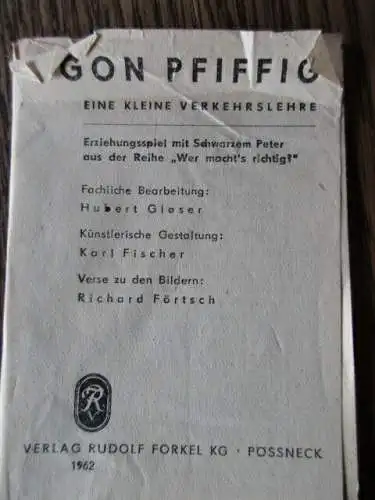 GON PFIFFIG
EINE KLEINE VERKEHRSLEHRE
Erziehungsspiel mit Schwarzem Peter
aus der Reihe „Wer macht's richtig?"
Fachliche Bearbeitung:
Hubert Glaser
Künstlerische Gestaltung:
Karl Fischer
Verse zu den Bildern:
Richard Förtsch
VERLAG RUDOLF FORKEL KG · PÖSSNECK
1962